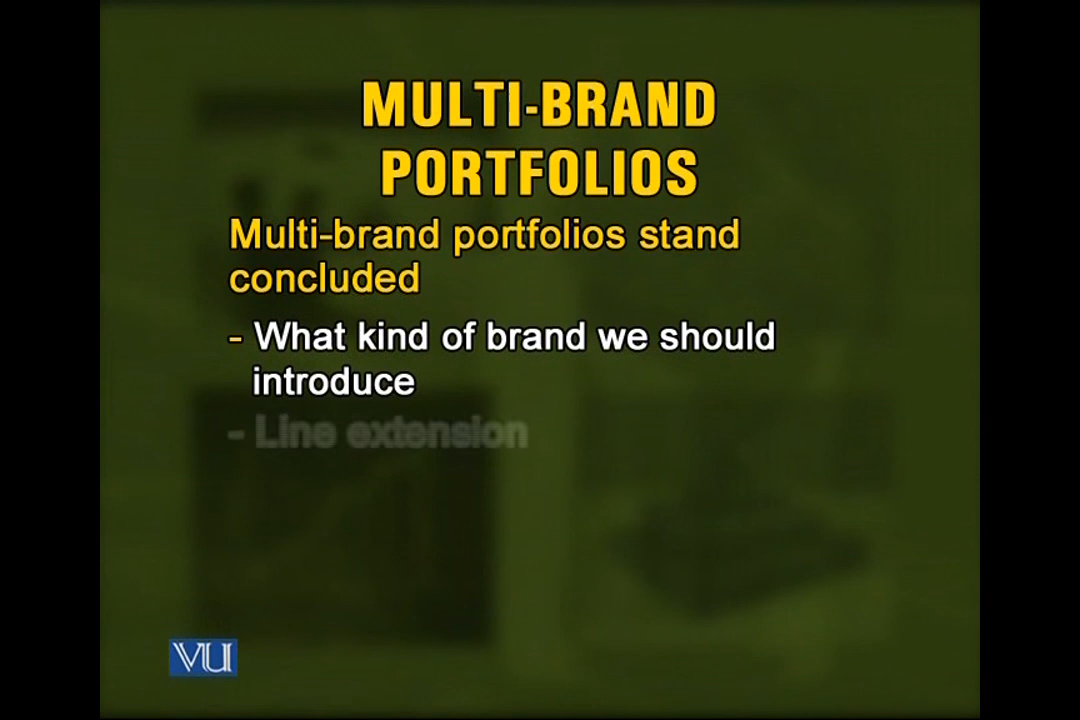 MULTI-BRAND
PORTFOLIOS
Multi-brand portfolios stand
concluded
- What kind of brand we should
introduce
- Line extension
VU